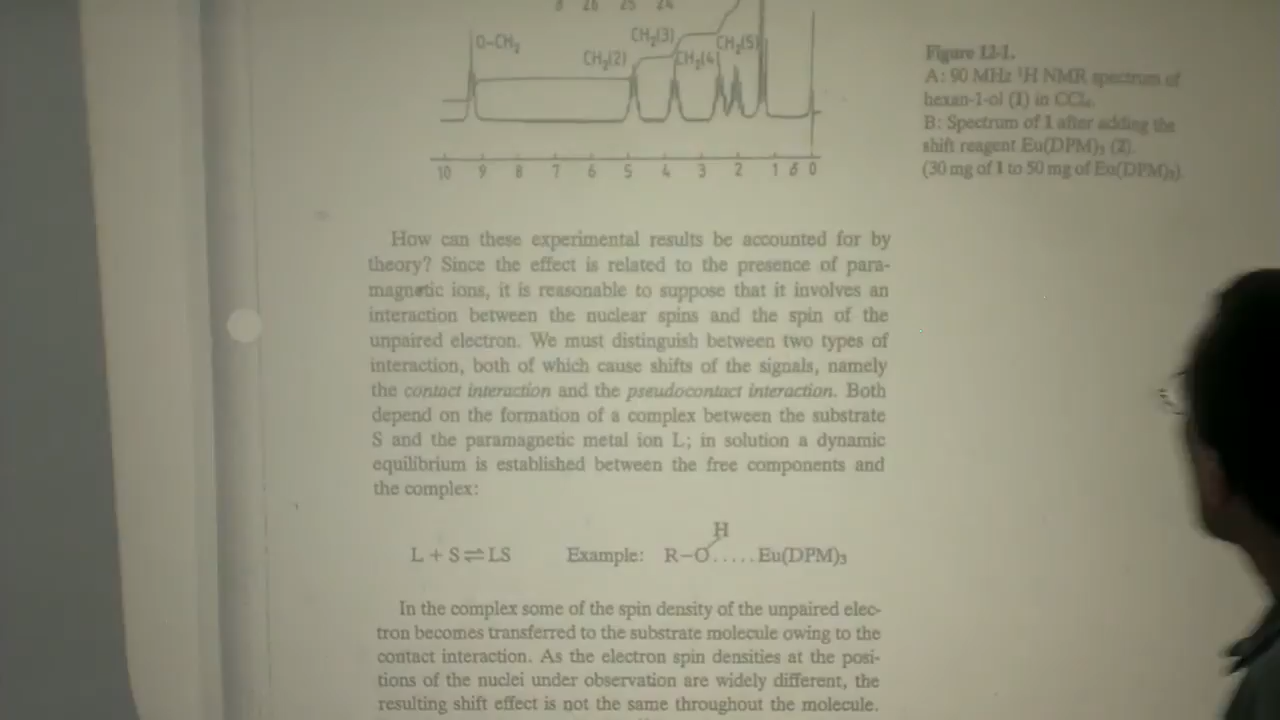 26 25 24
O-CH₂
CH₂(2)
CH₂(3)
CH₂(4)
CH₂(5)
10 9 8 7 6 5 4 3 2 1 δ 0
Figure 12-1.
A: 90 MHz ¹H NMR spectrum of
hexan-1-ol (1) in CCl₄.
B: Spectrum of 1 after adding the
shift reagent Eu(DPM)₃ (2).
(30 mg of 1 to 50 mg of Eu(DPM)₃)
How can these experimental results be accounted for by
theory? Since the effect is related to the presence of para-
magnetic ions, it is reasonable to suppose that it involves an
interaction between the nuclear spins and the spin of the
unpaired electron. We must distinguish between two types of
interaction, both of which cause shifts of the signals, namely
the contact interaction and the pseudocontact interaction. Both
depend on the formation of a complex between the substrate
S and the paramagnetic metal ion L; in solution a dynamic
equilibrium is established between the free components and
the complex:
H
L + S ⇌ LS Example: R–O.....Eu(DPM)₃
In the complex some of the spin density of the unpaired elec-
tron becomes transferred to the substrate molecule owing to the
contact interaction. As the electron spin densities at the posi-
tions of the nuclei under observation are widely different, the
resulting shift effect is not the same throughout the molecule.